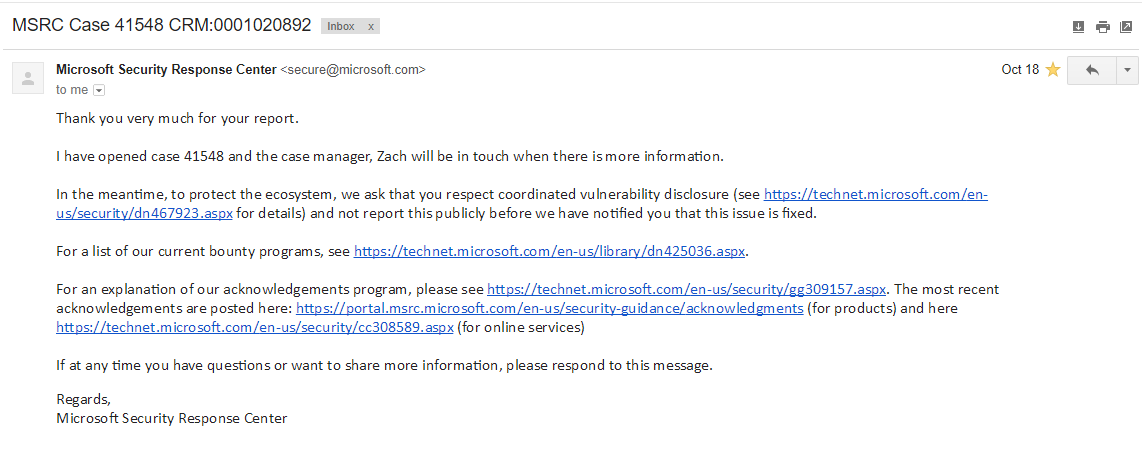 MSRC Case 41548 CRM:0001020892 Inbox x
Microsoft Security Response Center <secure@microsoft.com> Oct 18
to me
Thank you very much for your report.
I have opened case 41548 and the case manager, Zach will be in touch when there is more information.
In the meantime, to protect the ecosystem, we ask that you respect coordinated vulnerability disclosure (see https://technet.microsoft.com/en-
us/security/dn467923.aspx for details) and not report this publicly before we have notified you that this issue is fixed.
For a list of our current bounty programs, see https://technet.microsoft.com/en-us/library/dn425036.aspx.
For an explanation of our acknowledgements program, please see https://technet.microsoft.com/en-us/security/gg309157.aspx. The most recent
acknowledgements are posted here: https://portal.msrc.microsoft.com/en-us/security-guidance/acknowledgments (for products) and here
https://technet.microsoft.com/en-us/security/cc308589.aspx (for online services)
If at any time you have questions or want to share more information, please respond to this message.
Regards,
Microsoft Security Response Center